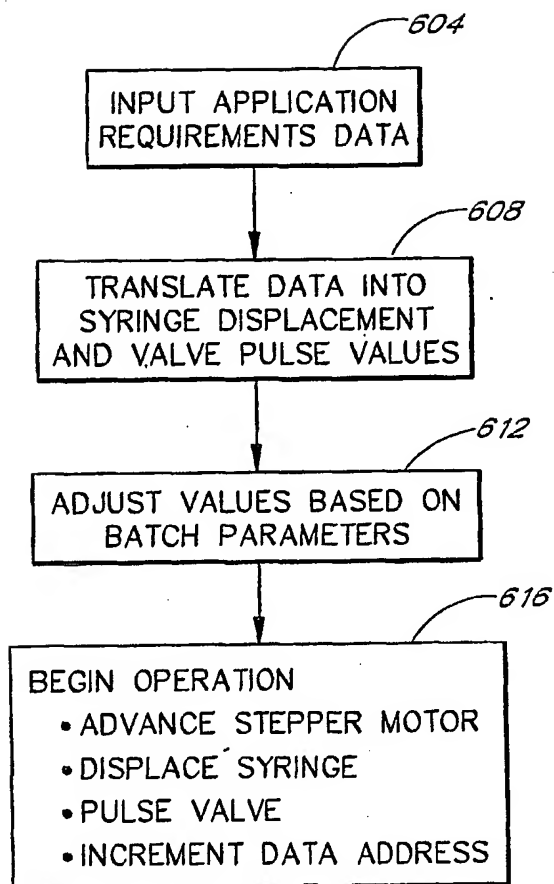 604
INPUT APPLICATION
REQUIREMENTS DATA
608
TRANSLATE DATA INTO
SYRINGE DISPLACEMENT
AND VALVE PULSE VALUES
612
ADJUST VALUES BASED ON
BATCH PARAMETERS
616
BEGIN OPERATION
• ADVANCE STEPPER MOTOR
• DISPLACE SYRINGE
• PULSE VALVE
• INCREMENT DATA ADDRESS